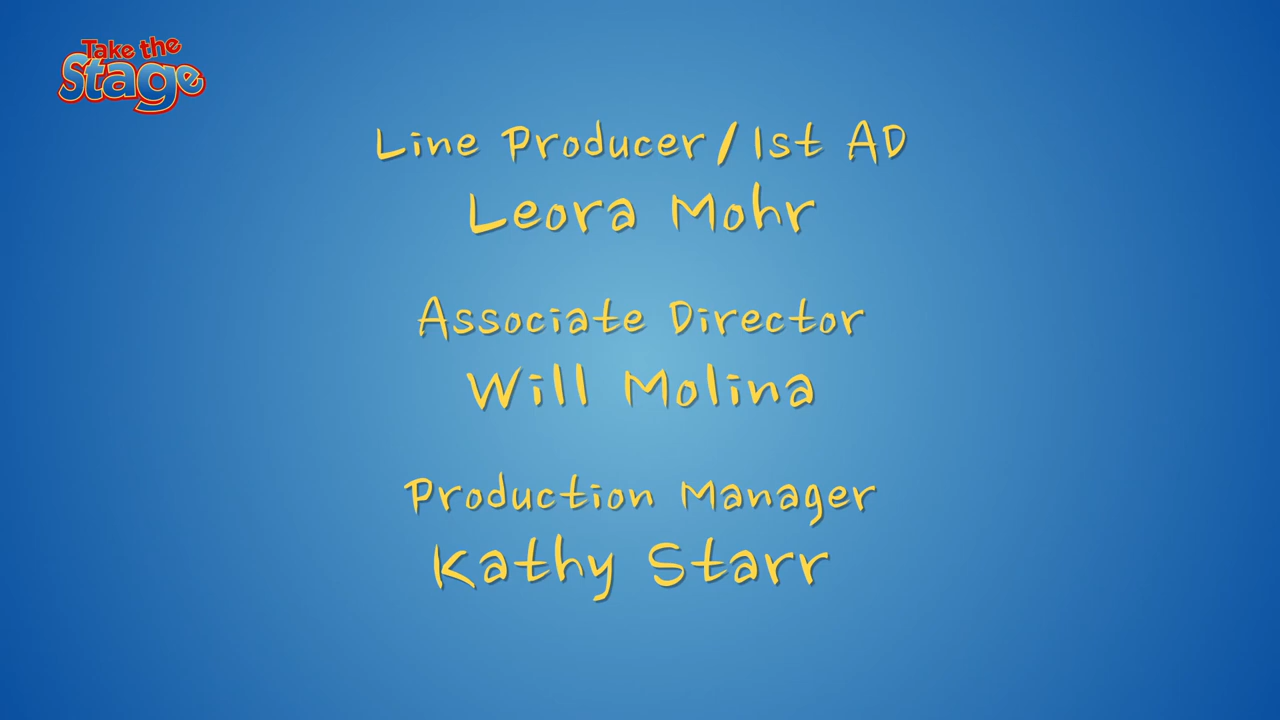 Take the
Stage
Line Producer/1st AD
Leora Mohr
Associate Director
Will Molina
Production Manager
Kathy Starr